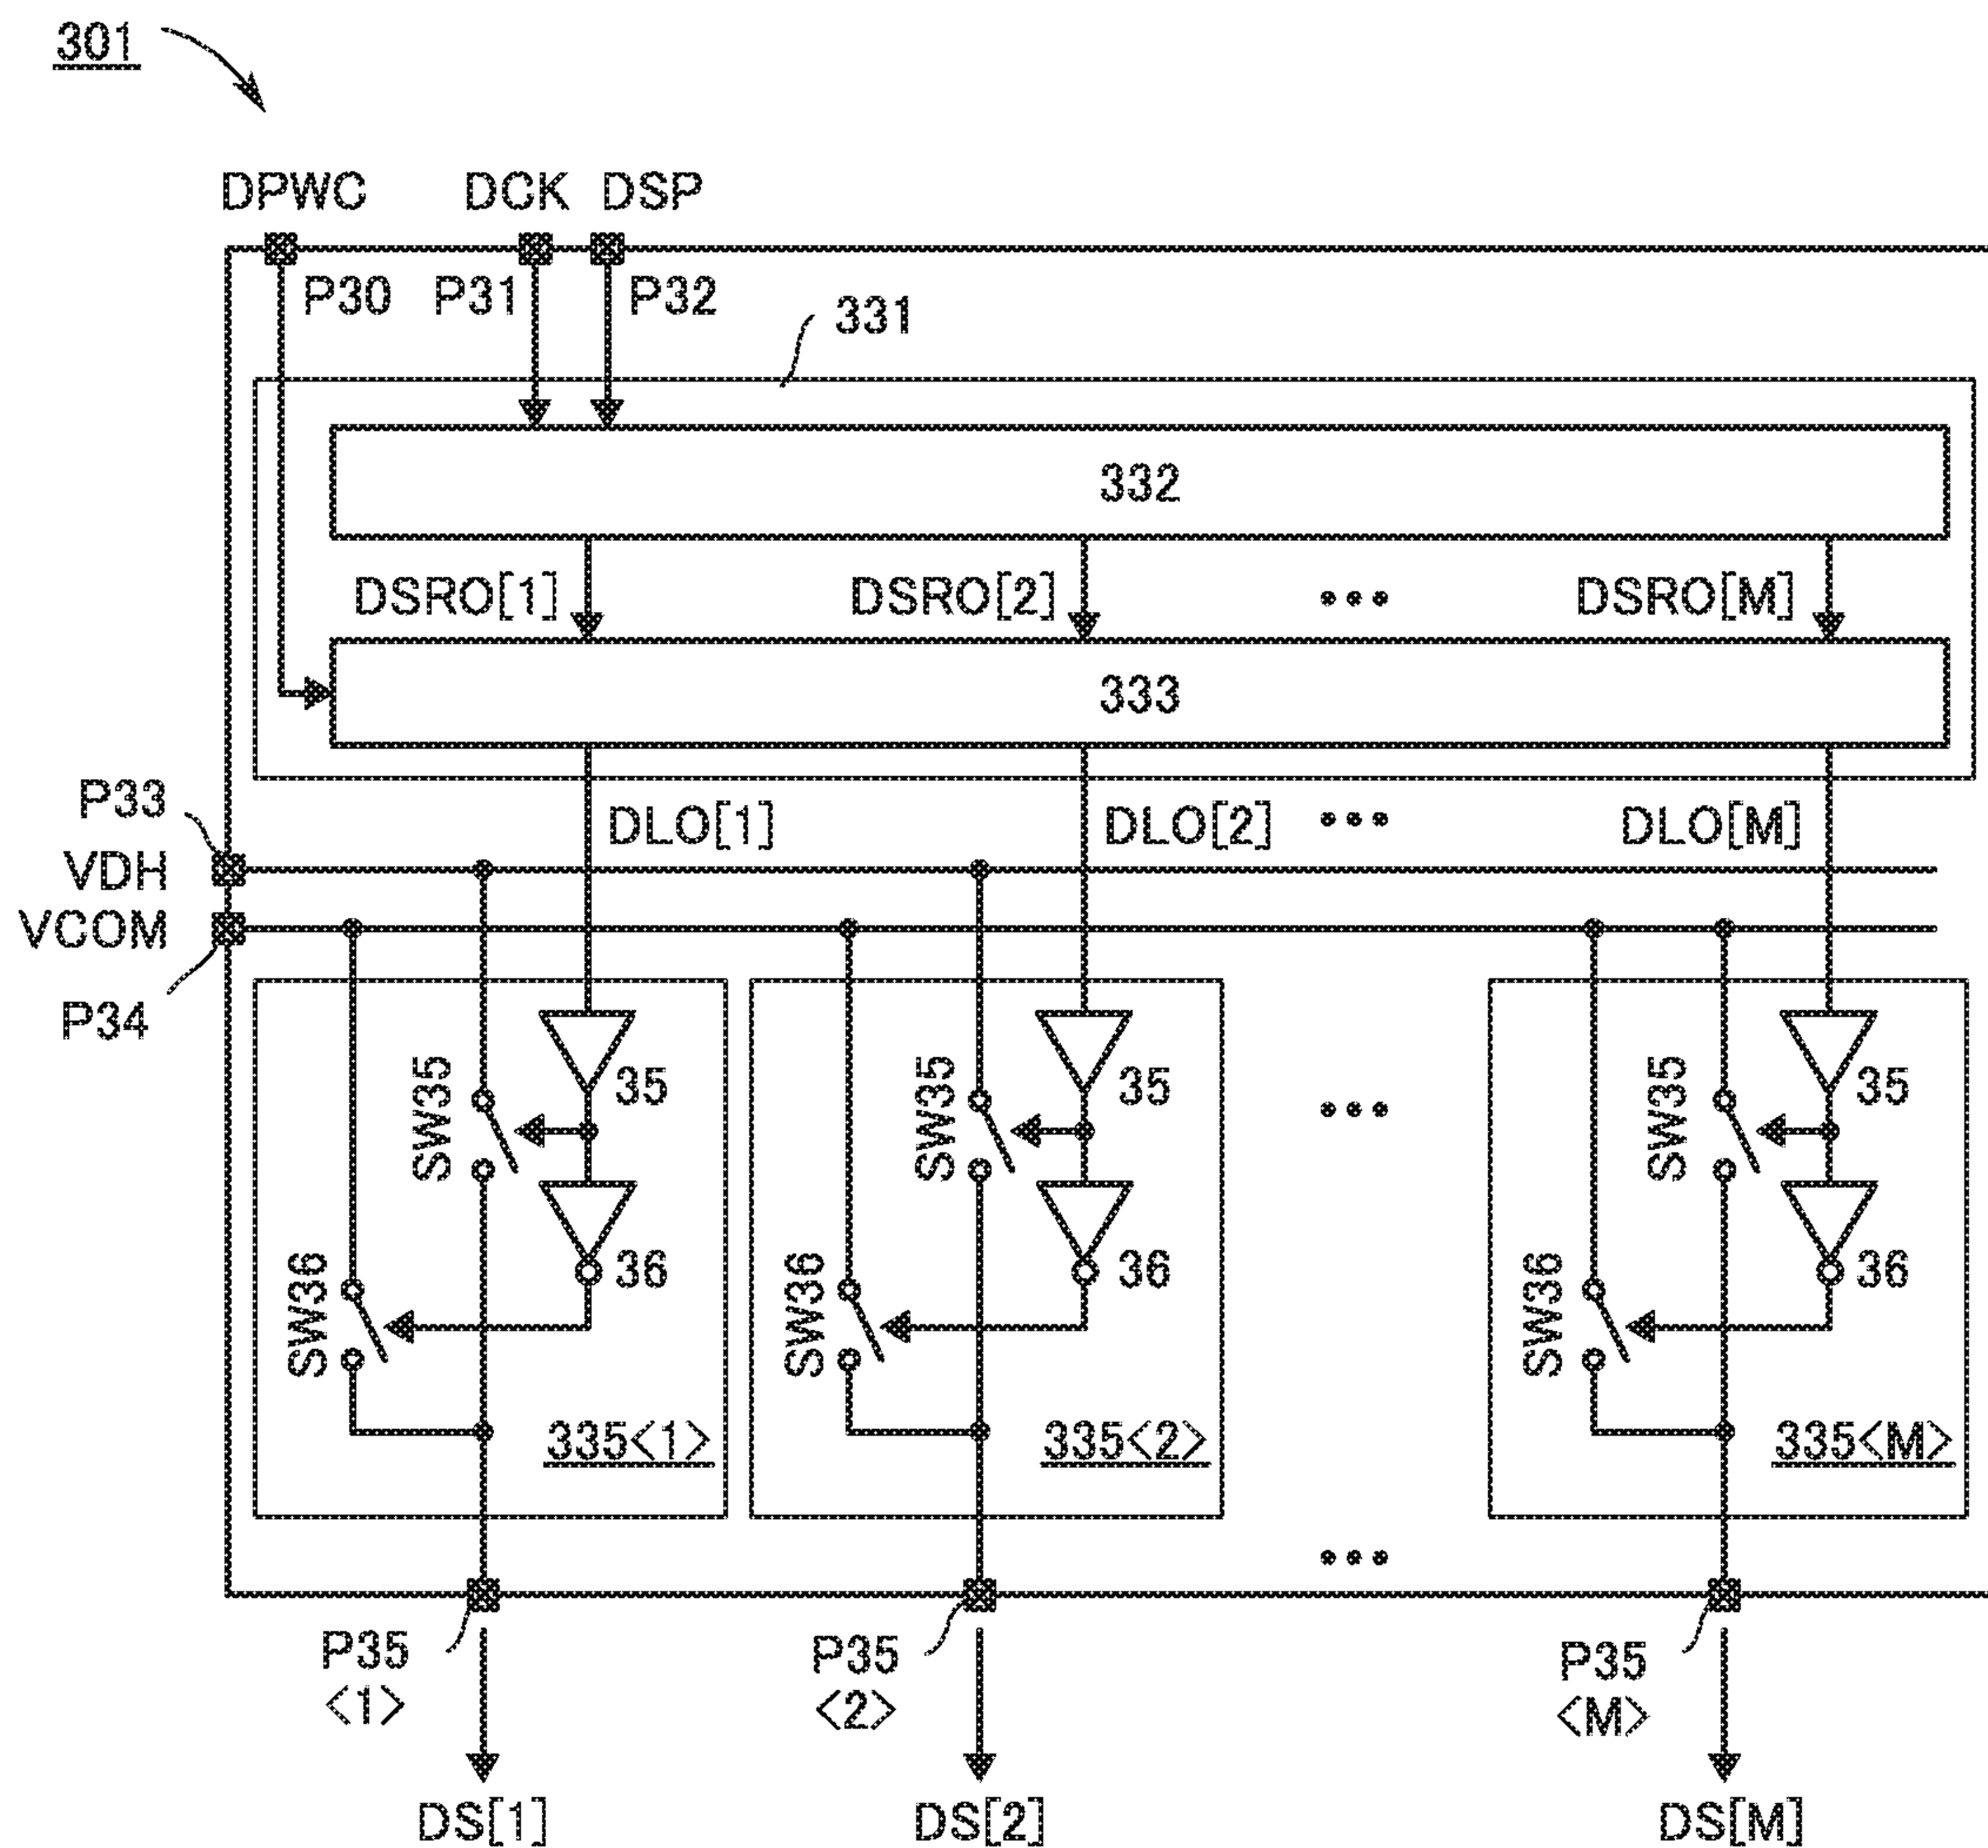 301
DPWC DCK DSP
P30 P31 P32
331
332
DSRO[1] DSRO[2] ••• DSRO[M]
333
P33
DLO[1] DLO[2] ••• DLO[M]
VDH
VCOM
P34
SW35 35 SW35 35 ••• SW35 35
SW36 36 SW36 36 SW36 36
335<1> 335<2> 335<M>
•••
P35 P35 P35
<1> <2> <M>
DS[1] DS[2] DS[M]